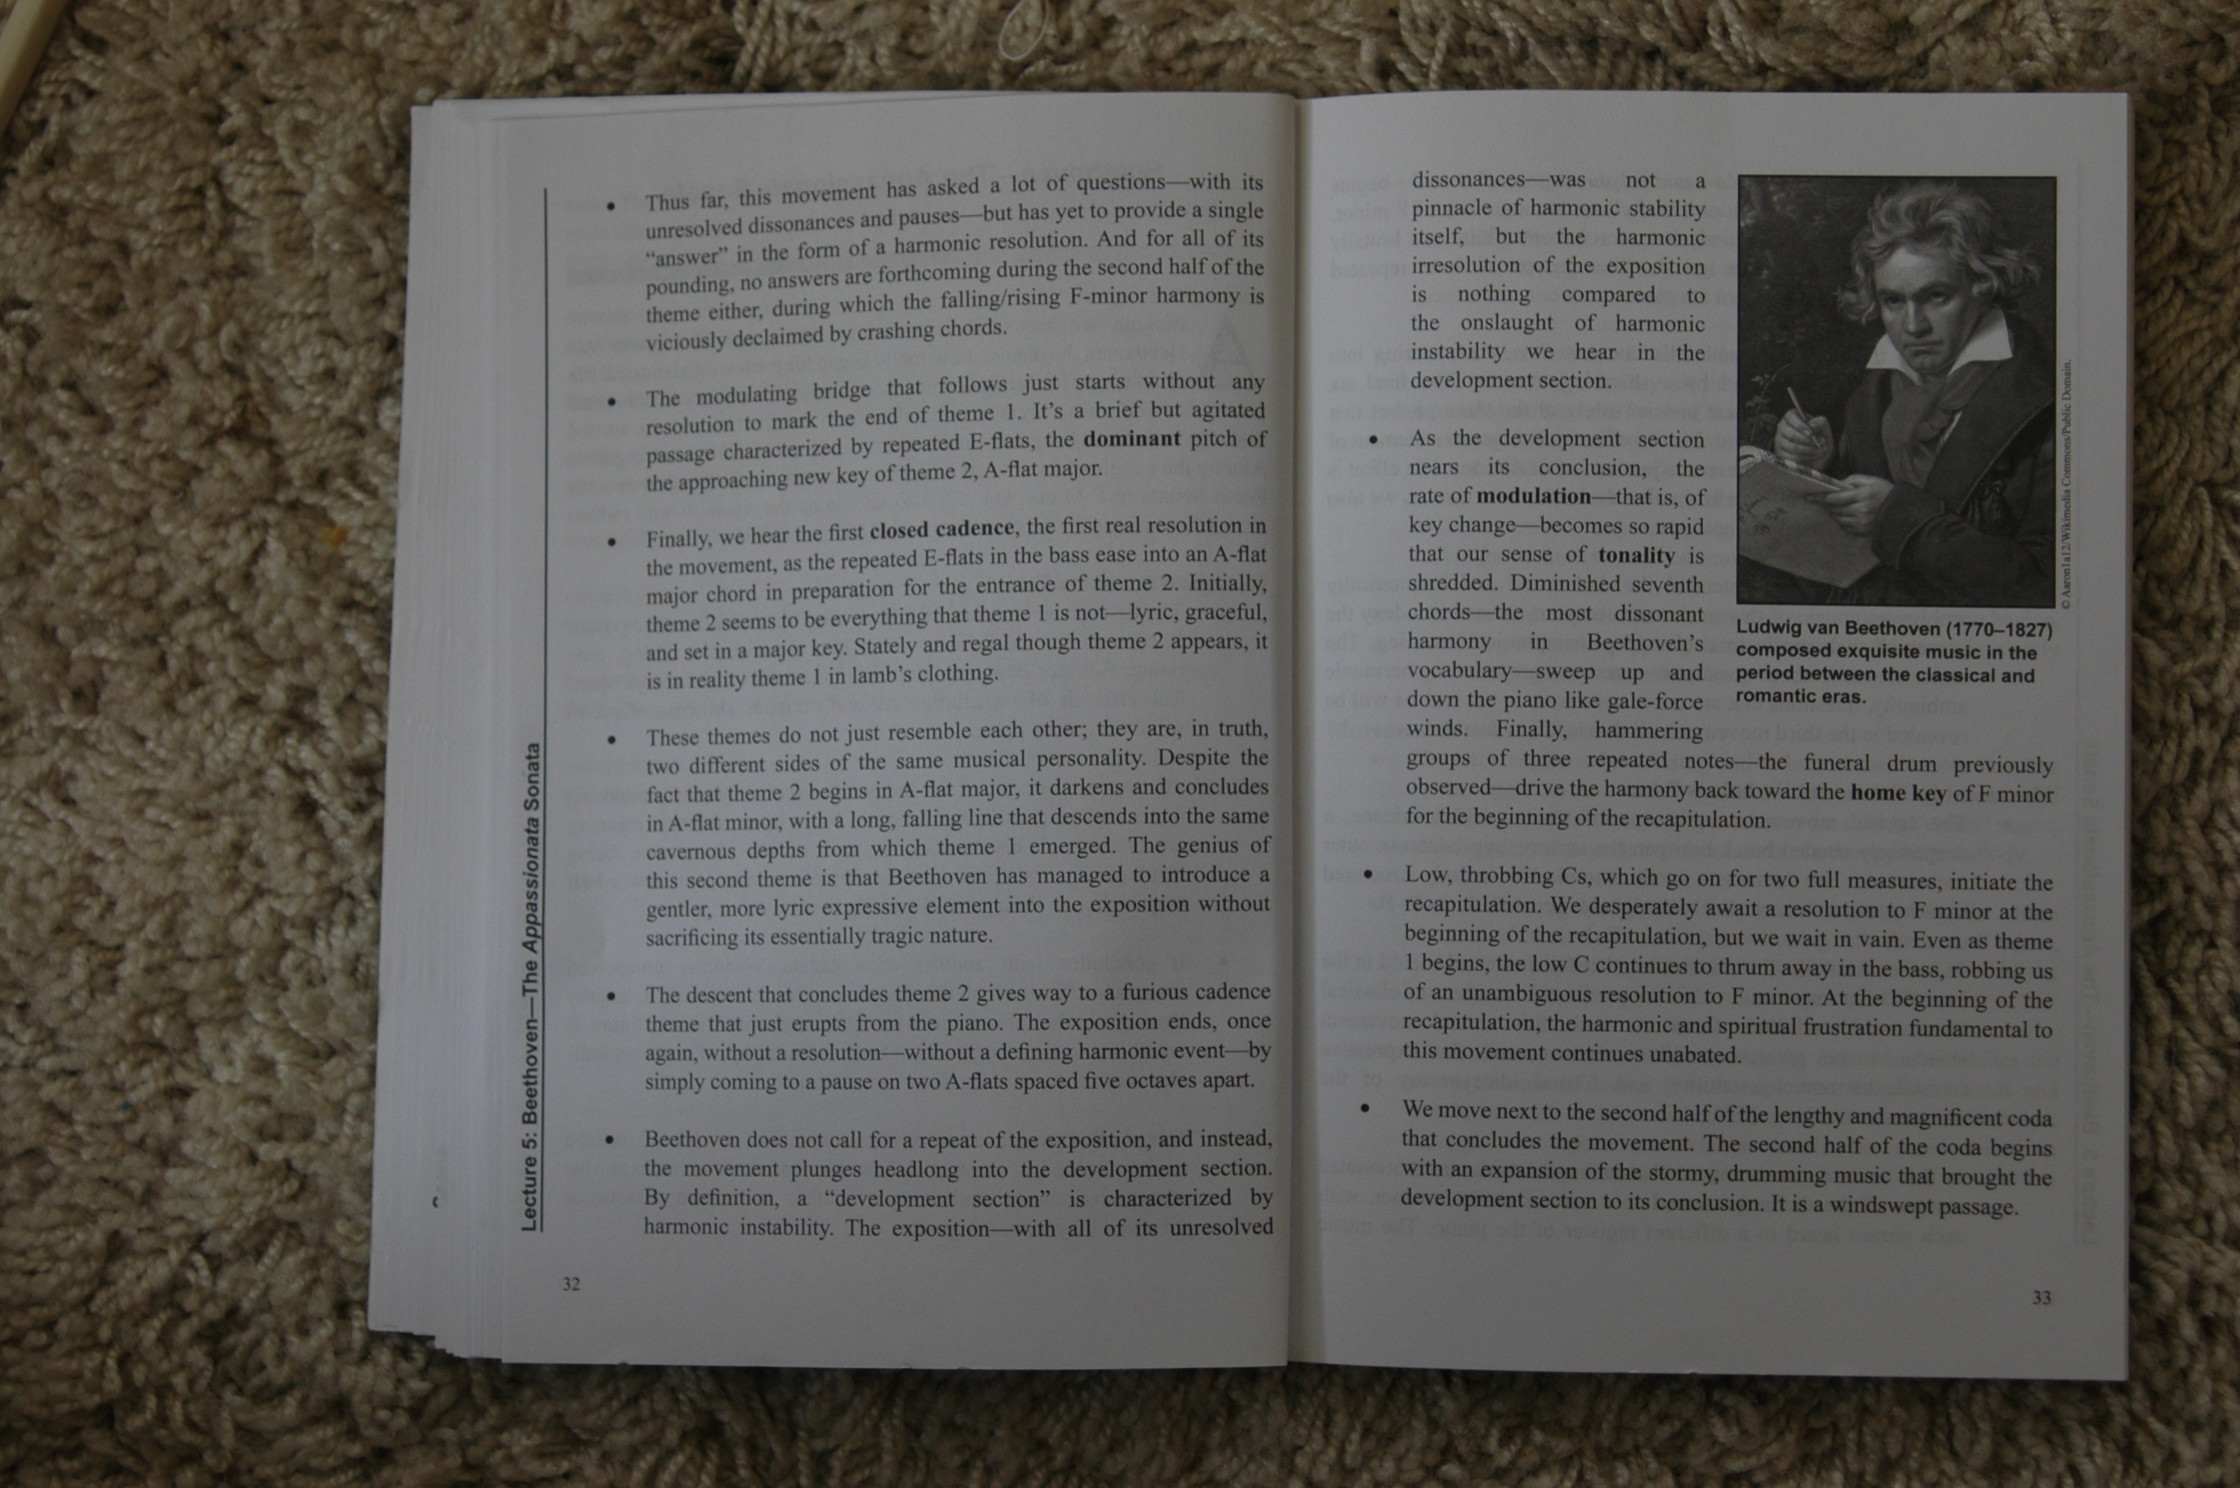 Lecture 5: Beethoven—The Appassionata Sonata
• Thus far, this movement has asked a lot of questions—with its
unresolved dissonances and pauses—but has yet to provide a single
“answer” in the form of a harmonic resolution. And for all of its
pounding, no answers are forthcoming during the second half of the
theme either, during which the falling/rising F-minor harmony is
viciously declaimed by crashing chords.
• The modulating bridge that follows just starts without any
resolution to mark the end of theme 1. It’s a brief but agitated
passage characterized by repeated E-flats, the dominant pitch of
the approaching new key of theme 2, A-flat major.
• Finally, we hear the first closed cadence, the first real resolution in
the movement, as the repeated E-flats in the bass ease into an A-flat
major chord in preparation for the entrance of theme 2. Initially,
theme 2 seems to be everything that theme 1 is not—lyric, graceful,
and set in a major key. Stately and regal though theme 2 appears, it
is in reality theme 1 in lamb’s clothing.
• These themes do not just resemble each other; they are, in truth,
two different sides of the same musical personality. Despite the
fact that theme 2 begins in A-flat major, it darkens and concludes
in A-flat minor, with a long, falling line that descends into the same
cavernous depths from which theme 1 emerged. The genius of
this second theme is that Beethoven has managed to introduce a
gentler, more lyric expressive element into the exposition without
sacrificing its essentially tragic nature.
• The descent that concludes theme 2 gives way to a furious cadence
theme that just erupts from the piano. The exposition ends, once
again, without a resolution—without a defining harmonic event—by
simply coming to a pause on two A-flats spaced five octaves apart.
• Beethoven does not call for a repeat of the exposition, and instead,
the movement plunges headlong into the development section.
By definition, a “development section” is characterized by
harmonic instability. The exposition—with all of its unresolved
32
dissonances—was not a
pinnacle of harmonic stability
itself, but the harmonic
irresolution of the exposition
is nothing compared to
the onslaught of harmonic
instability we hear in the
development section.
• As the development section
nears its conclusion, the
rate of modulation—that is, of
key change—becomes so rapid
that our sense of tonality is
shredded. Diminished seventh
chords—the most dissonant
harmony in Beethoven’s
vocabulary—sweep up and
down the piano like gale-force
winds. Finally, hammering
groups of three repeated notes—the funeral drum previously
observed—drive the harmony back toward the home key of F minor
for the beginning of the recapitulation.
© Aaron1a12/Wikimedia Commons/Public Domain.
Ludwig van Beethoven (1770–1827)
composed exquisite music in the
period between the classical and
romantic eras.
• Low, throbbing Cs, which go on for two full measures, initiate the
recapitulation. We desperately await a resolution to F minor at the
beginning of the recapitulation, but we wait in vain. Even as theme
1 begins, the low C continues to thrum away in the bass, robbing us
of an unambiguous resolution to F minor. At the beginning of the
recapitulation, the harmonic and spiritual frustration fundamental to
this movement continues unabated.
• We move next to the second half of the lengthy and magnificent coda
that concludes the movement. The second half of the coda begins
with an expansion of the stormy, drumming music that brought the
development section to its conclusion. It is a windswept passage.
33